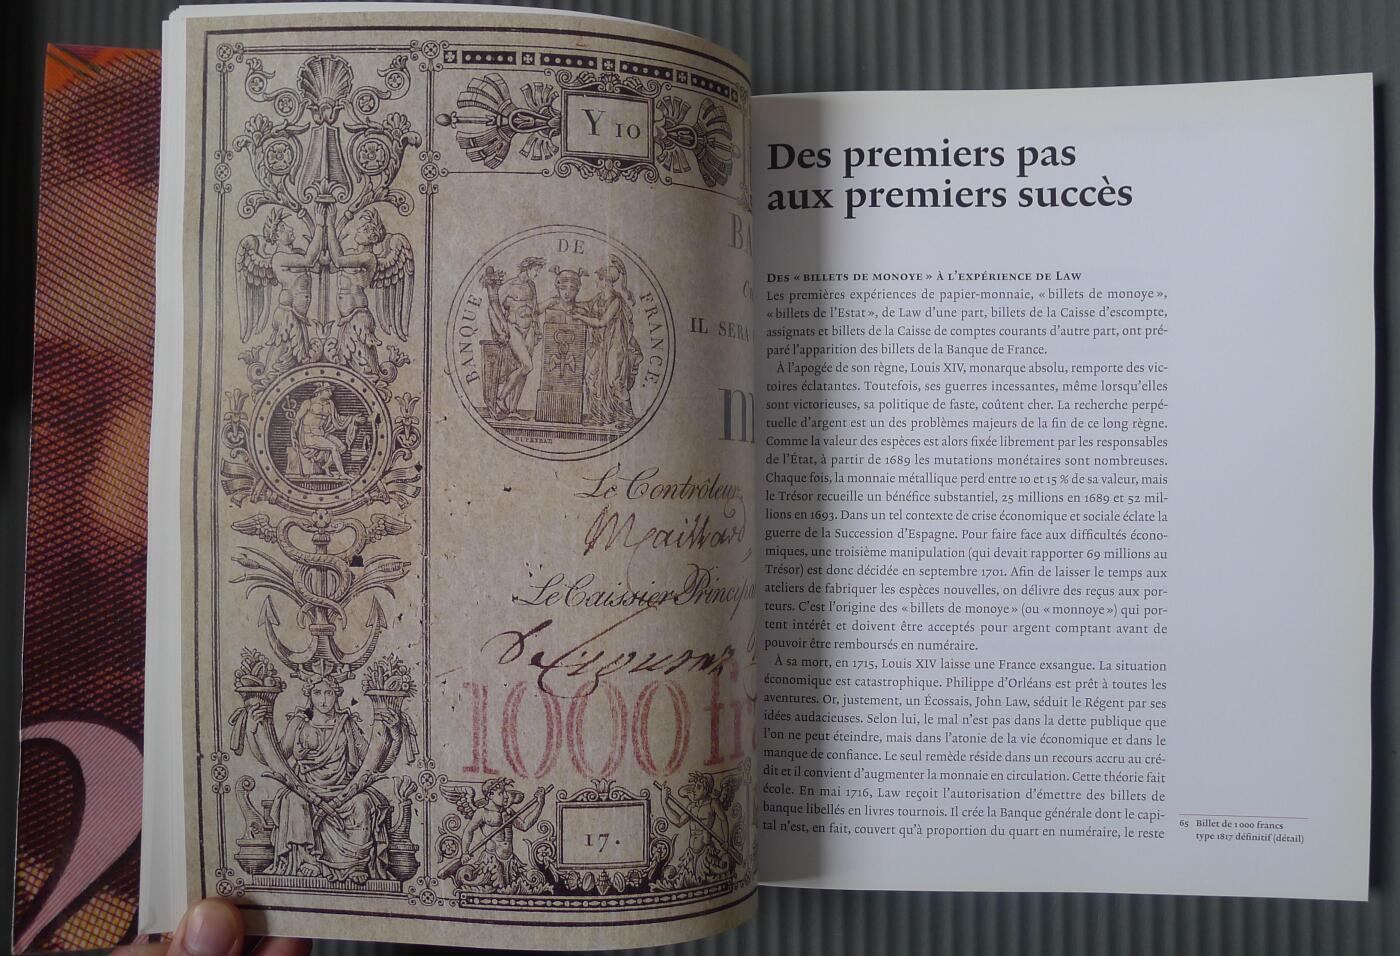 Y 10
BANQUE DE FRANCE.
BA
IL SERA
m
Le Contrôleur
Maillard
Le Caissier Principa
1000 fr
17.
Des premiers pas
aux premiers succès
DES « BILLETS DE MONOYE » À L'EXPÉRIENCE DE LAW
Les premières expériences de papier-monnaie, « billets de monoye »,
« billets de l'Estat », de Law d'une part, billets de la Caisse d'escompte,
assignats et billets de la Caisse de comptes courants d'autre part, ont pré-
paré l'apparition des billets de la Banque de France.
À l'apogée de son règne, Louis XIV, monarque absolu, remporte des vic-
toires éclatantes. Toutefois, ses guerres incessantes, même lorsqu'elles
sont victorieuses, sa politique de faste, coûtent cher. La recherche perpé-
tuelle d'argent est un des problèmes majeurs de la fin de ce long règne.
Comme la valeur des espèces est alors fixée librement par les responsables
de l'État, à partir de 1689 les mutations monétaires sont nombreuses.
Chaque fois, la monnaie métallique perd entre 10 et 15 % de sa valeur, mais
le Trésor recueille un bénéfice substantiel, 25 millions en 1689 et 52 mil-
lions en 1693. Dans un tel contexte de crise économique et sociale éclate la
guerre de la Succession d'Espagne. Pour faire face aux difficultés écono-
miques, une troisième manipulation (qui devait rapporter 69 millions au
Trésor) est donc décidée en septembre 1701. Afin de laisser le temps aux
ateliers de fabriquer les espèces nouvelles, on délivre des reçus aux por-
teurs. C'est l'origine des « billets de monoye » (ou « monnoye ») qui por-
tent intérêt et doivent être acceptés pour argent comptant avant de
pouvoir être remboursés en numéraire.
À sa mort, en 1715, Louis XIV laisse une France exsangue. La situation
économique est catastrophique. Philippe d'Orléans est prêt à toutes les
aventures. Or, justement, un Écossais, John Law, séduit le Régent par ses
idées audacieuses. Selon lui, le mal n'est pas dans la dette publique que
l'on ne peut éteindre, mais dans l'atonie de la vie économique et dans le
manque de confiance. Le seul remède réside dans un recours accru au cré-
dit et il convient d'augmenter la monnaie en circulation. Cette théorie fait
école. En mai 1716, Law reçoit l'autorisation d'émettre des billets de
banque libellés en livres tournois. Il crée la Banque générale dont le capi-
tal n'est, en fait, couvert qu'à proportion du quart en numéraire, le reste
65 Billet de 1 000 francs
type 1817 définitif (détail)